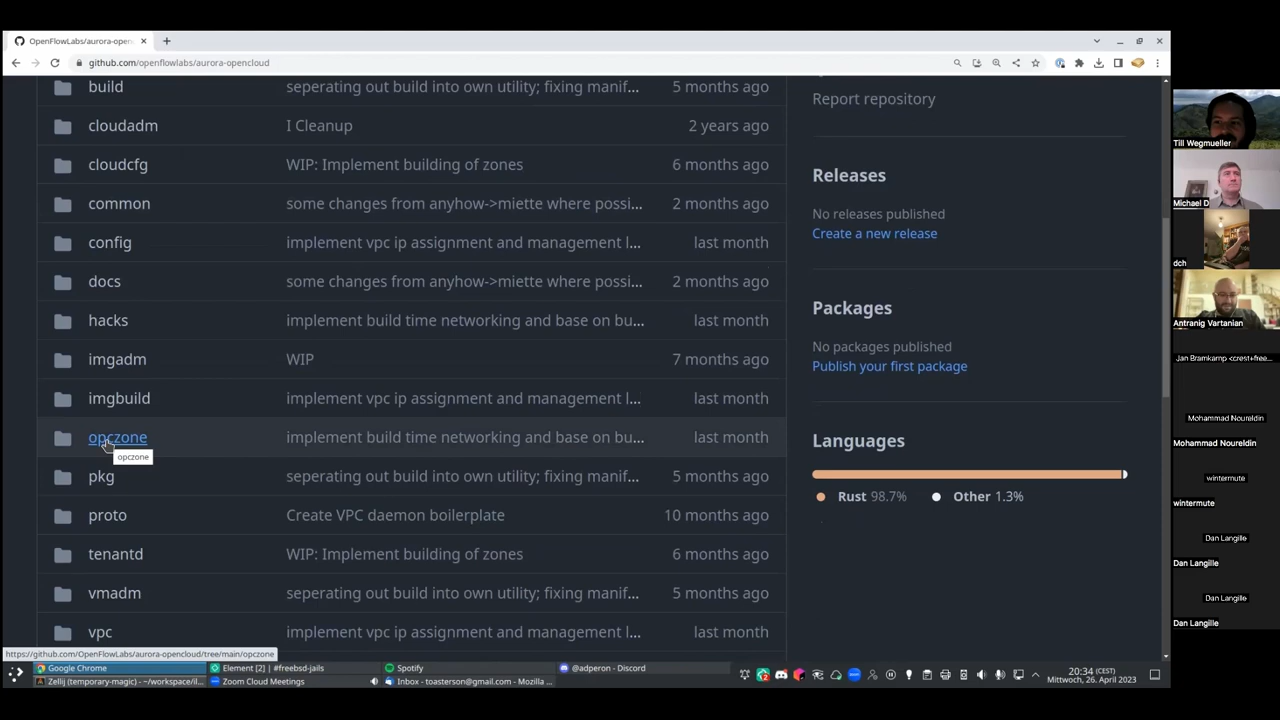 OpenFlowLabs/aurora-open
github.com/openflowlabs/aurora-opencloud
build seperating out build into own utility; fixing manif... 5 months ago
cloudadm I Cleanup 2 years ago
cloudcfg WIP: Implement building of zones 6 months ago
common some changes from anyhow->miette where possi... 2 months ago
config implement vpc ip assignment and management l... last month
docs some changes from anyhow->miette where possi... 2 months ago
hacks implement build time networking and base on bu... last month
imgadm WIP 7 months ago
imgbuild implement vpc ip assignment and management l... last month
opczone implement build time networking and base on bu... last month
opczone
pkg seperating out build into own utility; fixing manif... 5 months ago
proto Create VPC daemon boilerplate 10 months ago
tenantd WIP: Implement building of zones 6 months ago
vmadm seperating out build into own utility; fixing manif... 5 months ago
vpc implement vpc ip assignment and management l... last month
Report repository
Releases
No releases published
Create a new release
Packages
No packages published
Publish your first package
Languages
Rust 98.7% Other 1.3%
https://github.com/OpenFlowLabs/aurora-opencloud/tree/main/opczone
Google Chrome Element [2] | #freebsd-jails Spotify @adperon - Discord
Zellij (temporary-magic) - ~/workspace/il... Zoom Cloud Meetings Inbox - toasterson@gmail.com - Mozilla ...
20:34 (CEST)
Mittwoch, 26. April 2023
Till Wegmueller
Michael D
dch
Antranig Vartanian
Jan Bramkamp <crest+free...
Mohammad Noureldin
Mohammad Noureldin
wintermute
wintermute
Dan Langille
Dan Langille
Dan Langille
Dan Langille